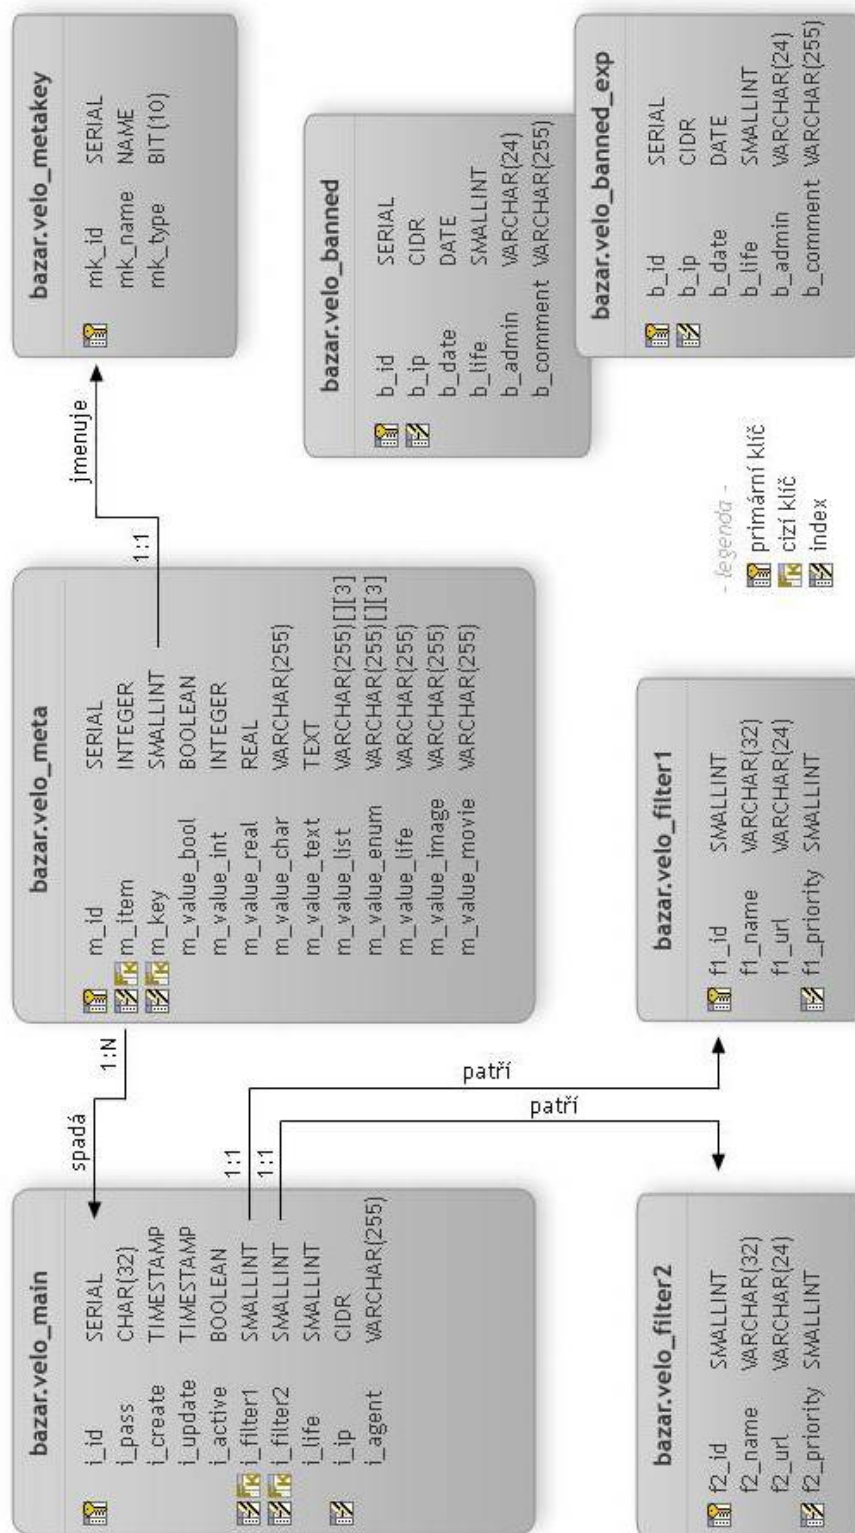 bazar.velo_main
i_id SERIAL
i_pass CHAR(32)
i_create TIMESTAMP
i_update TIMESTAMP
i_active BOOLEAN
i_filter1 SMALLINT
i_filter2 SMALLINT
i_life SMALLINT
i_ip CIDR
i_agent VARCHAR(255)
spadá
1:N
bazar.velo_meta
m_id SERIAL
m_item INTEGER
m_key SMALLINT
m_value_bool BOOLEAN
m_value_int INTEGER
m_value_real REAL
m_value_char VARCHAR(255)
m_value_text TEXT
m_value_list VARCHAR(255)[][3]
m_value_enum VARCHAR(255)[][3]
m_value_life VARCHAR(255)
m_value_image VARCHAR(255)
m_value_movie VARCHAR(255)
1:1
jmenuje
bazar.velo_metakey
mk_id SERIAL
mk_name NAME
mk_type BIT(10)
1:1
patří
1:1
patří
bazar.velo_banned
b_id SERIAL
b_ip CIDR
b_date DATE
b_life SMALLINT
b_admin VARCHAR(24)
b_comment VARCHAR(255)
bazar.velo_filter2
f2_id SMALLINT
f2_name VARCHAR(32)
f2_url VARCHAR(24)
f2_priority SMALLINT
bazar.velo_filter1
f1_id SMALLINT
f1_name VARCHAR(32)
f1_url VARCHAR(24)
f1_priority SMALLINT
- legenda -
primární klíč
FK cizí klíč
index
bazar.velo_banned_exp
b_id SERIAL
b_ip CIDR
b_date DATE
b_life SMALLINT
b_admin VARCHAR(24)
b_comment VARCHAR(255)